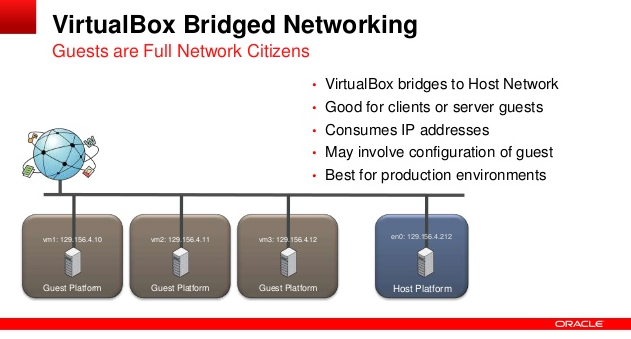 VirtualBox Bridged Networking
Guests are Full Network Citizens
• VirtualBox bridges to Host Network
• Good for clients or server guests
• Consumes IP addresses
• May involve configuration of guest
• Best for production environments
vm1: 129.156.4.10
vm2: 129.156.4.11
vm3: 129.156.4.12
en0: 129.156.4.212
Guest Platform
Guest Platform
Guest Platform
Host Platform
ORACLE